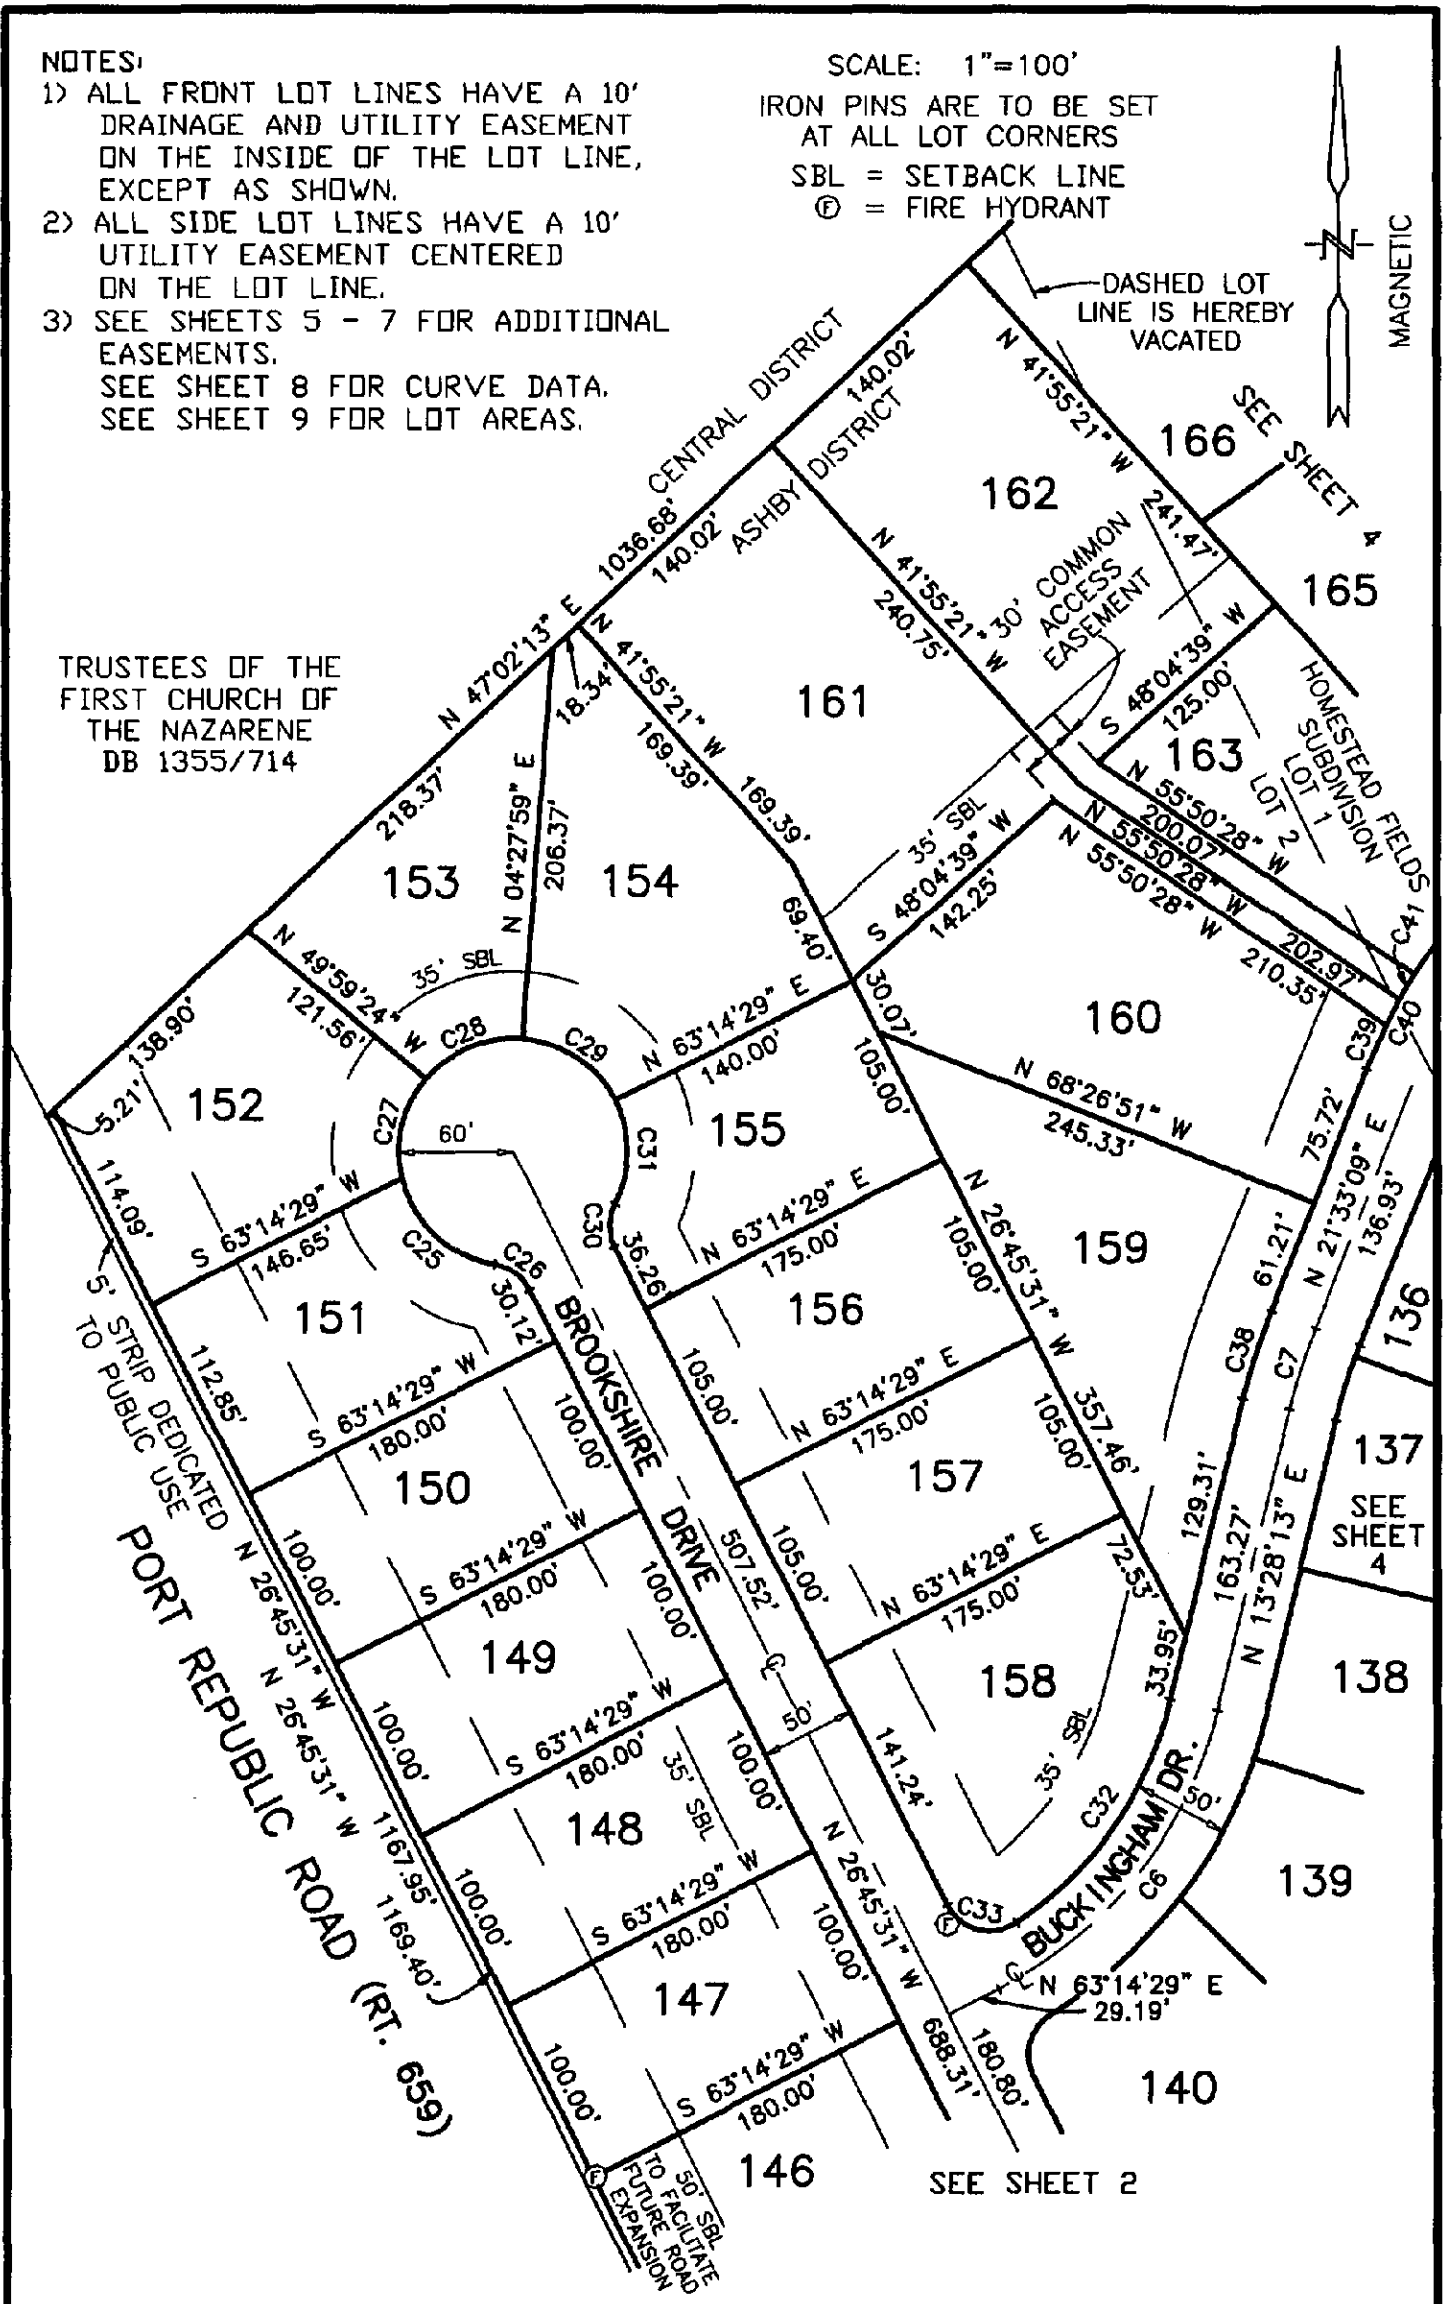 NOTES:
1) ALL FRONT LOT LINES HAVE A 10'
DRAINAGE AND UTILITY EASEMENT
ON THE INSIDE OF THE LOT LINE,
EXCEPT AS SHOWN.
2) ALL SIDE LOT LINES HAVE A 10'
UTILITY EASEMENT CENTERED
ON THE LOT LINE.
3) SEE SHEETS 5 - 7 FOR ADDITIONAL
EASEMENTS.
SEE SHEET 8 FOR CURVE DATA.
SEE SHEET 9 FOR LOT AREAS.
SCALE: 1"=100'
IRON PINS ARE TO BE SET
AT ALL LOT CORNERS
SBL = SETBACK LINE
Ⓕ = FIRE HYDRANT
N
MAGNETIC
DASHED LOT
LINE IS HEREBY
VACATED
CENTRAL DISTRICT
ASHBY DISTRICT
140.02'
1036.68'
140.02'
N 47°02'13" E
18.34'
218.37'
138.90'
5.21'
TRUSTEES OF THE
FIRST CHURCH OF
THE NAZARENE
DB 1355/714
N 41°55'21" W
241.47'
166
SEE SHEET 4
165
162
N 41°55'21" W
240.75'
30' COMMON
ACCESS
EASEMENT
S 48°04'39" W
125.00'
163
HOMESTEAD FIELDS
SUBDIVISION
LOT 1
LOT 2
N 55°50'28" W
200.07'
N 55°50'28" W
202.97'
N 55°50'28" W
210.35'
C41
C40
C39
161
N 41°55'21" W
169.39'
169.39'
69.40'
35' SBL
S 48°04'39" W
142.25'
30.07'
160
N 68°26'51" W
245.33'
75.72'
153
N 04°27'59" E
206.37'
154
N 49°59'24" W
121.56'
35' SBL
C28
C29
N 63°14'29" E
140.00'
105.00'
152
C27
60'
C31
155
114.09'
S 63°14'29" W
146.65'
C25
C26
C30
36.26'
N 63°14'29" E
175.00'
N 26°45'31" W
105.00'
159
61.21'
N 21°33'09" E
136.93'
136
151
30.12'
BROOKSHIRE
DRIVE
156
5' STRIP DEDICATED
TO PUBLIC USE
112.85'
S 63°14'29" W
180.00'
100.00'
105.00'
N 63°14'29" E
175.00'
357.46'
105.00'
C38
C7
137
SEE
SHEET
4
150
157
129.31'
163.27'
N 13°28'13" E
N 26°45'31" W
100.00'
S 63°14'29" W
180.00'
100.00'
507.52'
105.00'
N 63°14'29" E
175.00'
72.53'
33.95'
138
149
158
PORT REPUBLIC ROAD (RT. 659)
N 26°45'31" W
100.00'
S 63°14'29" W
180.00'
35' SBL
100.00'
℄
50'
141.24'
35' SBL
C32
BUCKINGHAM DR.
50'
C6
139
148
1167.95'
1169.40'
100.00'
S 63°14'29" W
180.00'
N 26°45'31" W
100.00'
C33
Ⓕ
℄
N 63°14'29" E
29.19'
147
100.00'
S 63°14'29" W
180.00'
688.31'
180.80'
140
Ⓕ
146
50' SBL
TO FACILITATE
FUTURE ROAD
EXPANSION
SEE SHEET 2